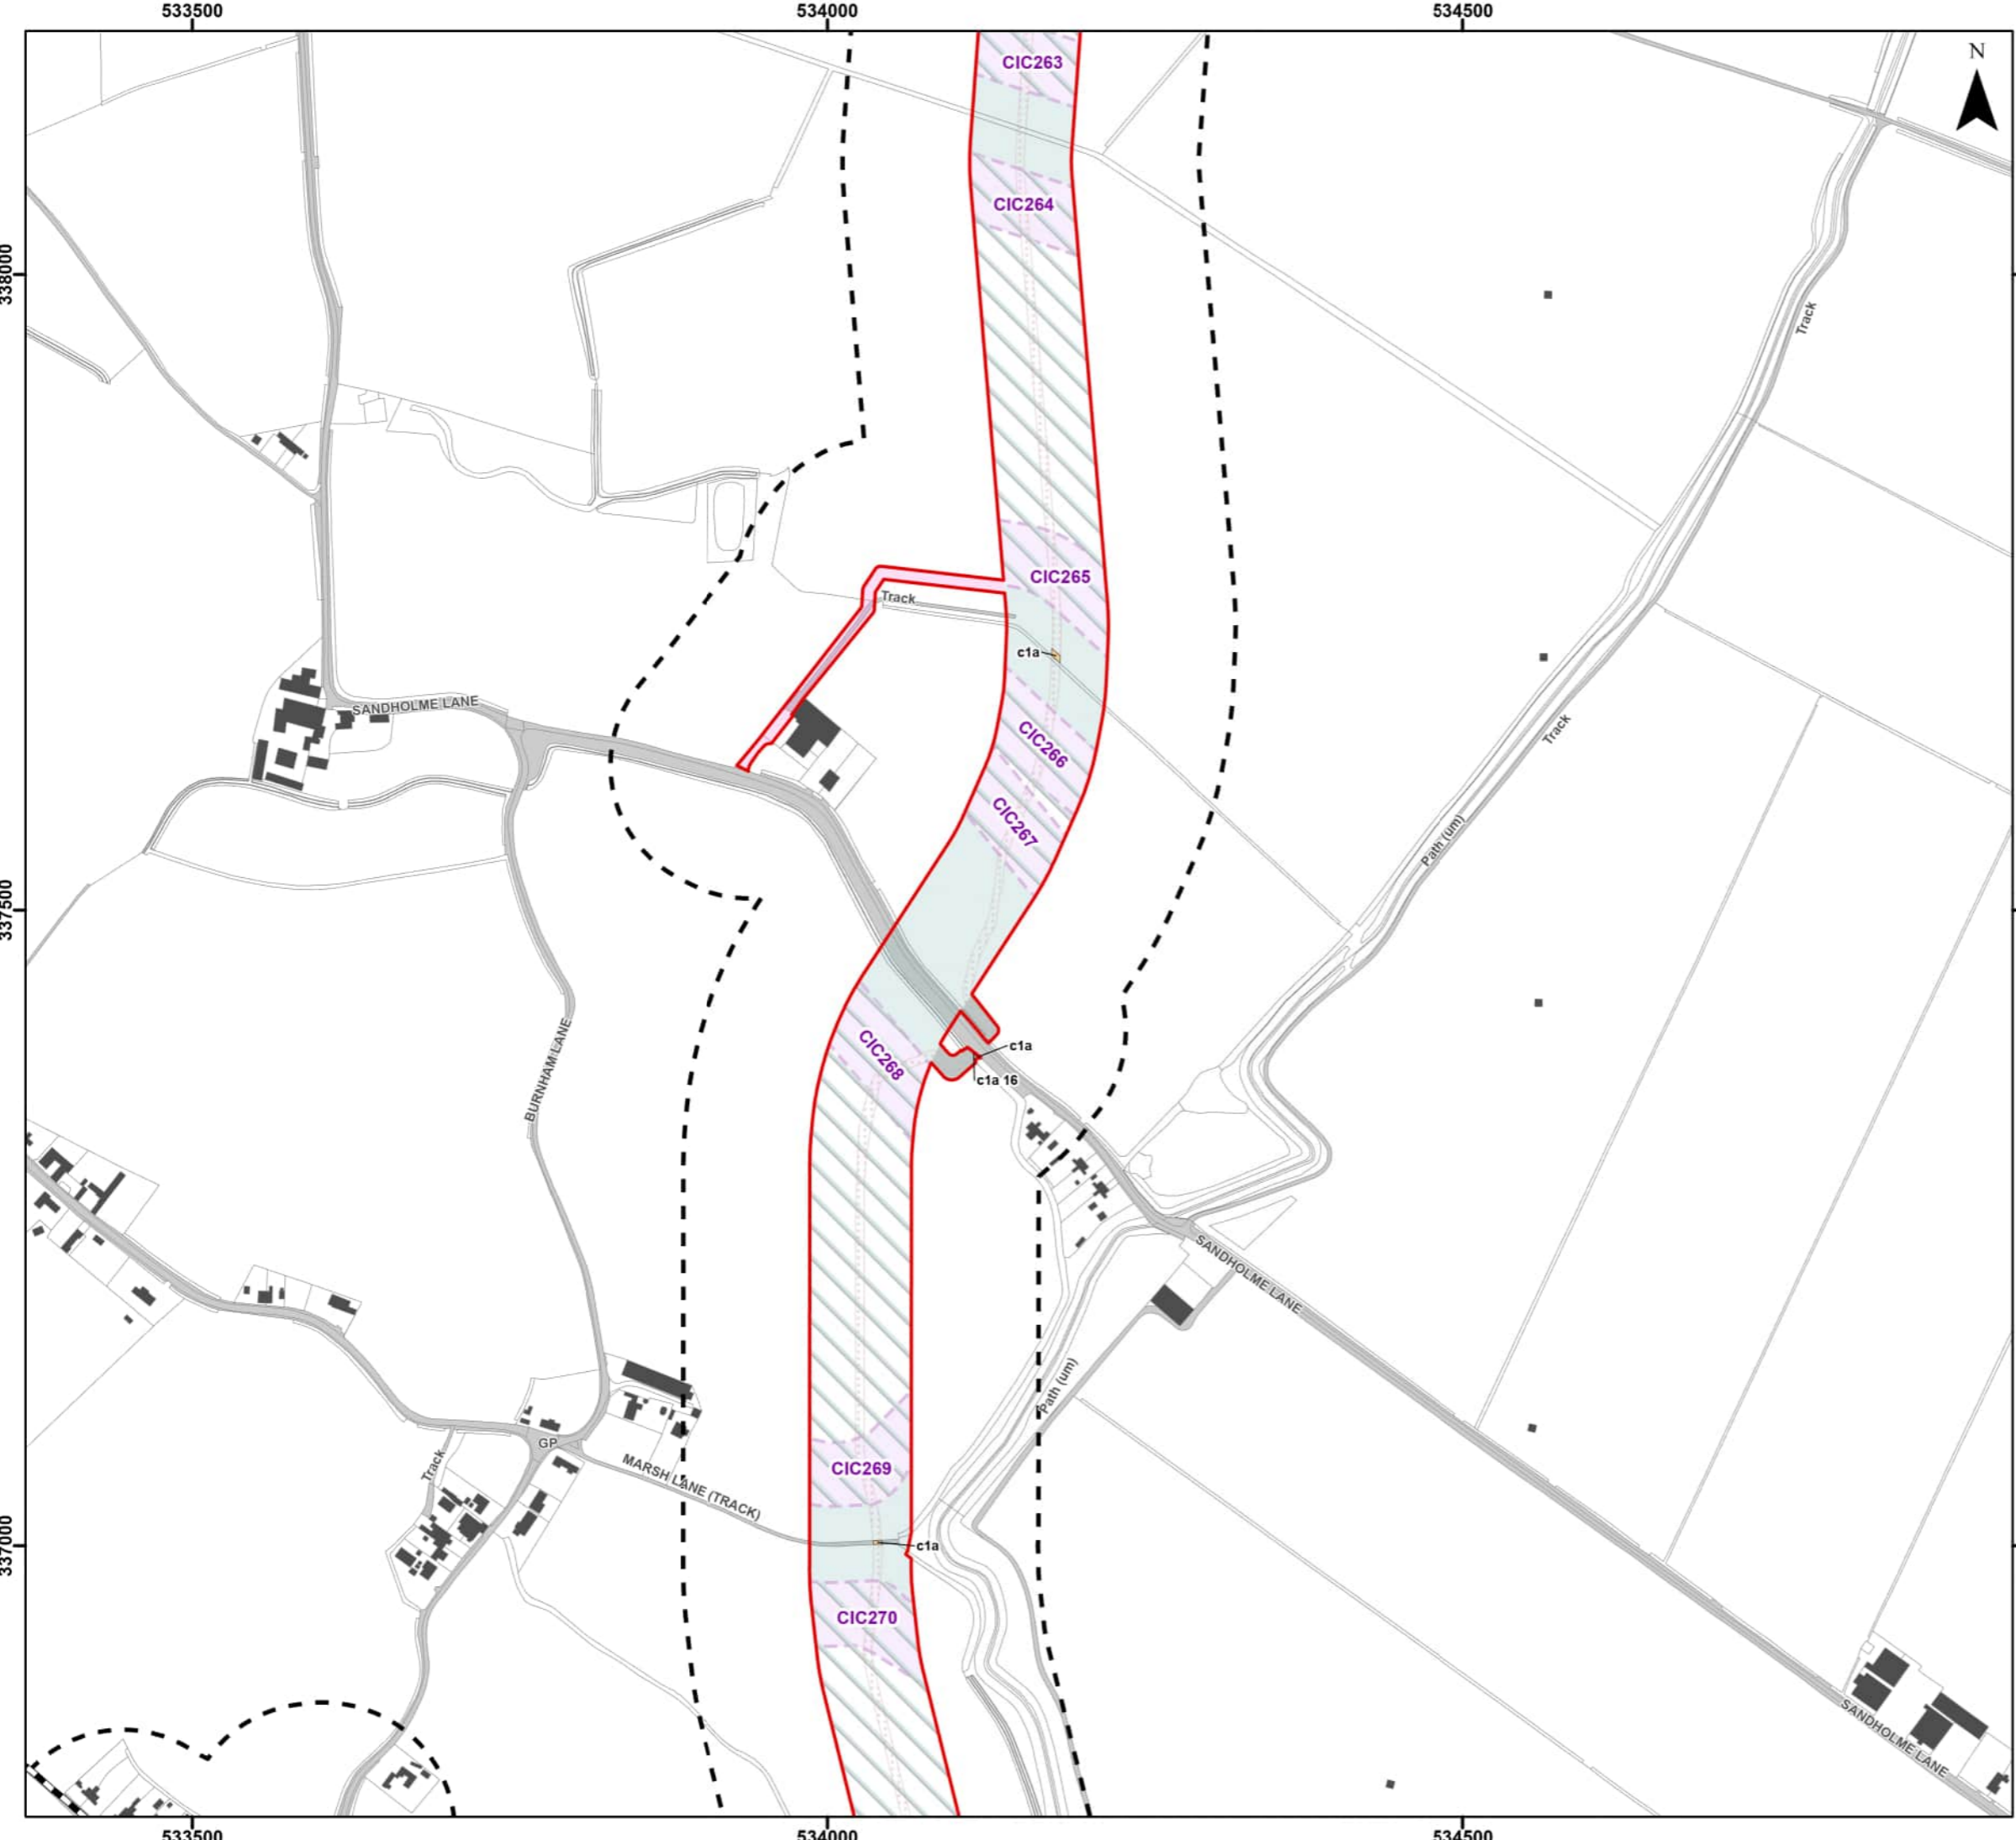 533500
534000
534500
N
CIC263
CIC264
338000
Track
CIC265
Track
c1a
SANDHOLME LANE
CIC266
Track
CIC267
Path (um)
337500
BURNHAM LANE
CIC268
c1a
c1a 16
SANDHOLME LANE
Path (um)
GP
Track
MARSH LANE (TRACK)
CIC269
337000
c1a
CIC270
SANDHOLME LANE
533500
534000
534500